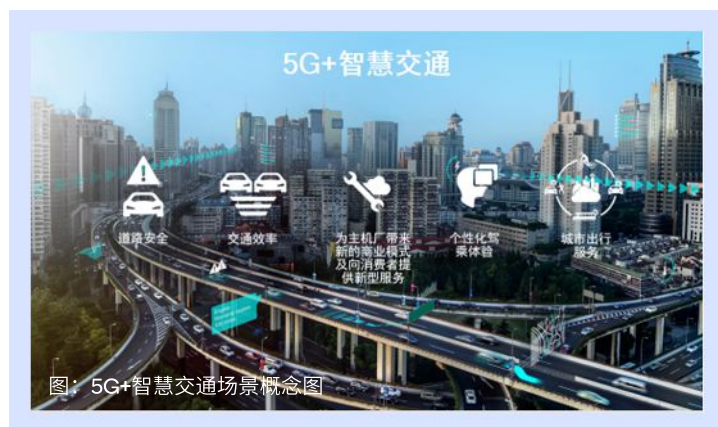 5G+智慧交通
道路安全
交通效率
为主机厂带来
新的商业模式
及向消费者提
供新型服务
个性化驾
乘体验
城市出行
服务
图：5G+智慧交通场景概念图